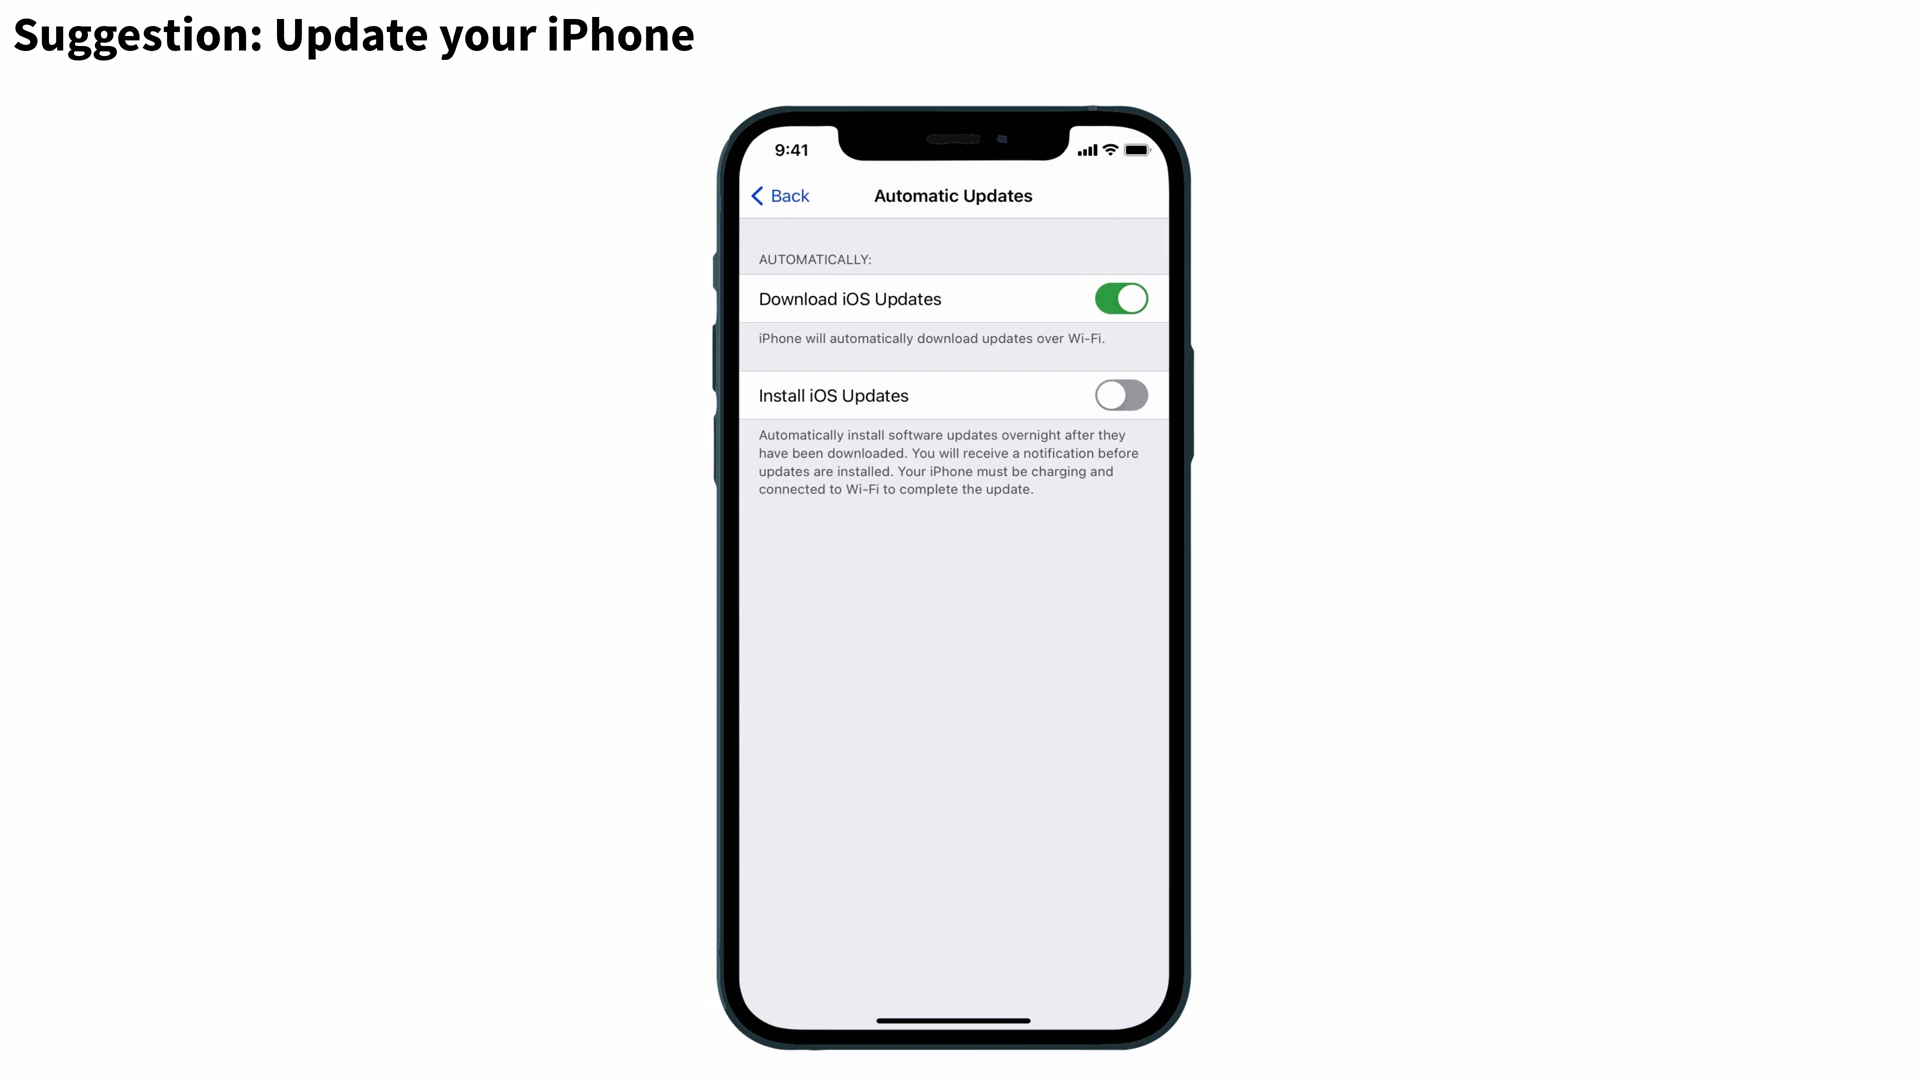 Suggestion: Update your iPhone
9:41
Back
Automatic Updates
AUTOMATICALLY:
Download iOS Updates
iPhone will automatically download updates over Wi-Fi.
Install iOS Updates
Automatically install software updates overnight after they
have been downloaded. You will receive a notification before
updates are installed. Your iPhone must be charging and
connected to Wi-Fi to complete the update.